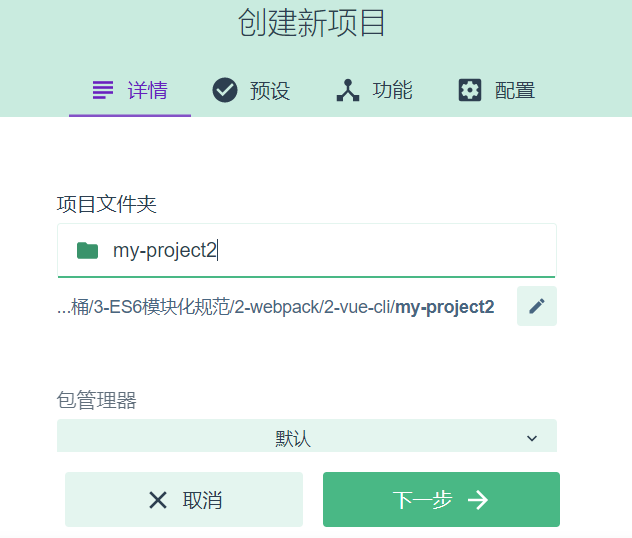 创建新项目
详情 预设 功能 配置
项目文件夹
my-project2
...桶/3-ES6模块化规范/2-webpack/2-vue-cli/my-project2
包管理器
默认
取消 下一步